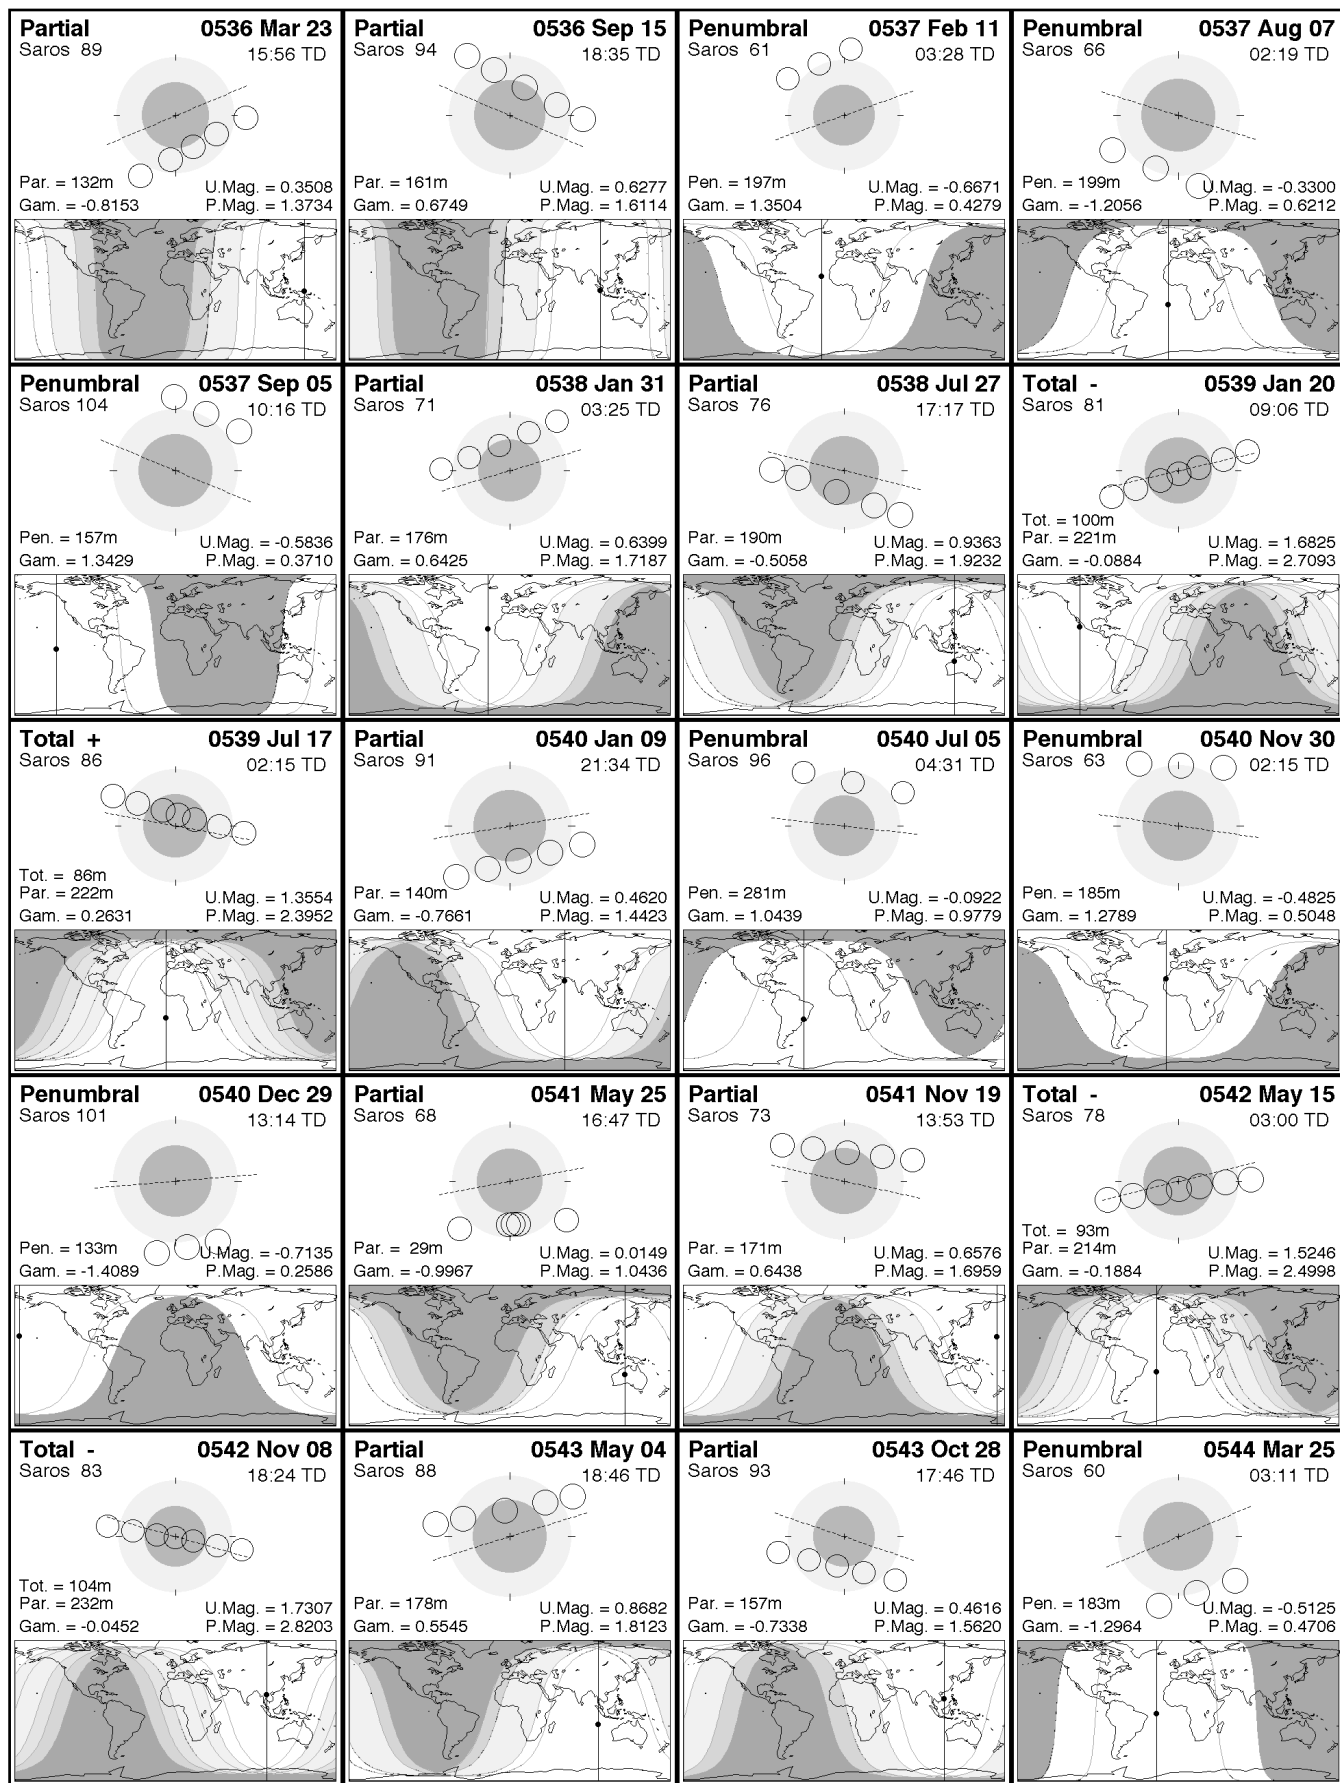 Partial 0536 Mar 23
Saros 89 15:56 TD
Par. = 132m U.Mag. = 0.3508
Gam. = -0.8153 P.Mag. = 1.3734
Partial 0536 Sep 15
Saros 94 18:35 TD
Par. = 161m U.Mag. = 0.6277
Gam. = 0.6749 P.Mag. = 1.6114
Penumbral 0537 Feb 11
Saros 61 03:28 TD
Pen. = 197m U.Mag. = -0.6671
Gam. = 1.3504 P.Mag. = 0.4279
Penumbral 0537 Aug 07
Saros 66 02:19 TD
Pen. = 199m U.Mag. = -0.3300
Gam. = -1.2056 P.Mag. = 0.6212
Penumbral 0537 Sep 05
Saros 104 10:16 TD
Pen. = 157m U.Mag. = -0.5836
Gam. = 1.3429 P.Mag. = 0.3710
Partial 0538 Jan 31
Saros 71 03:25 TD
Par. = 176m U.Mag. = 0.6399
Gam. = 0.6425 P.Mag. = 1.7187
Partial 0538 Jul 27
Saros 76 17:17 TD
Par. = 190m U.Mag. = 0.9363
Gam. = -0.5058 P.Mag. = 1.9232
Total - 0539 Jan 20
Saros 81 09:06 TD
Tot. = 100m
Par. = 221m U.Mag. = 1.6825
Gam. = -0.0884 P.Mag. = 2.7093
Total + 0539 Jul 17
Saros 86 02:15 TD
Tot. = 86m
Par. = 222m U.Mag. = 1.3554
Gam. = 0.2631 P.Mag. = 2.3952
Partial 0540 Jan 09
Saros 91 21:34 TD
Par. = 140m U.Mag. = 0.4620
Gam. = -0.7661 P.Mag. = 1.4423
Penumbral 0540 Jul 05
Saros 96 04:31 TD
Pen. = 281m U.Mag. = -0.0922
Gam. = 1.0439 P.Mag. = 0.9779
Penumbral 0540 Nov 30
Saros 63 02:15 TD
Pen. = 185m U.Mag. = -0.4825
Gam. = 1.2789 P.Mag. = 0.5048
Penumbral 0540 Dec 29
Saros 101 13:14 TD
Pen. = 133m U.Mag. = -0.7135
Gam. = -1.4089 P.Mag. = 0.2586
Partial 0541 May 25
Saros 68 16:47 TD
Par. = 29m U.Mag. = 0.0149
Gam. = -0.9967 P.Mag. = 1.0436
Partial 0541 Nov 19
Saros 73 13:53 TD
Par. = 171m U.Mag. = 0.6576
Gam. = 0.6438 P.Mag. = 1.6959
Total - 0542 May 15
Saros 78 03:00 TD
Tot. = 93m
Par. = 214m U.Mag. = 1.5246
Gam. = -0.1884 P.Mag. = 2.4998
Total - 0542 Nov 08
Saros 83 18:24 TD
Tot. = 104m
Par. = 232m U.Mag. = 1.7307
Gam. = -0.0452 P.Mag. = 2.8203
Partial 0543 May 04
Saros 88 18:46 TD
Par. = 178m U.Mag. = 0.8682
Gam. = 0.5545 P.Mag. = 1.8123
Partial 0543 Oct 28
Saros 93 17:46 TD
Par. = 157m U.Mag. = 0.4616
Gam. = -0.7338 P.Mag. = 1.5620
Penumbral 0544 Mar 25
Saros 60 03:11 TD
Pen. = 183m U.Mag. = -0.5125
Gam. = -1.2964 P.Mag. = 0.4706